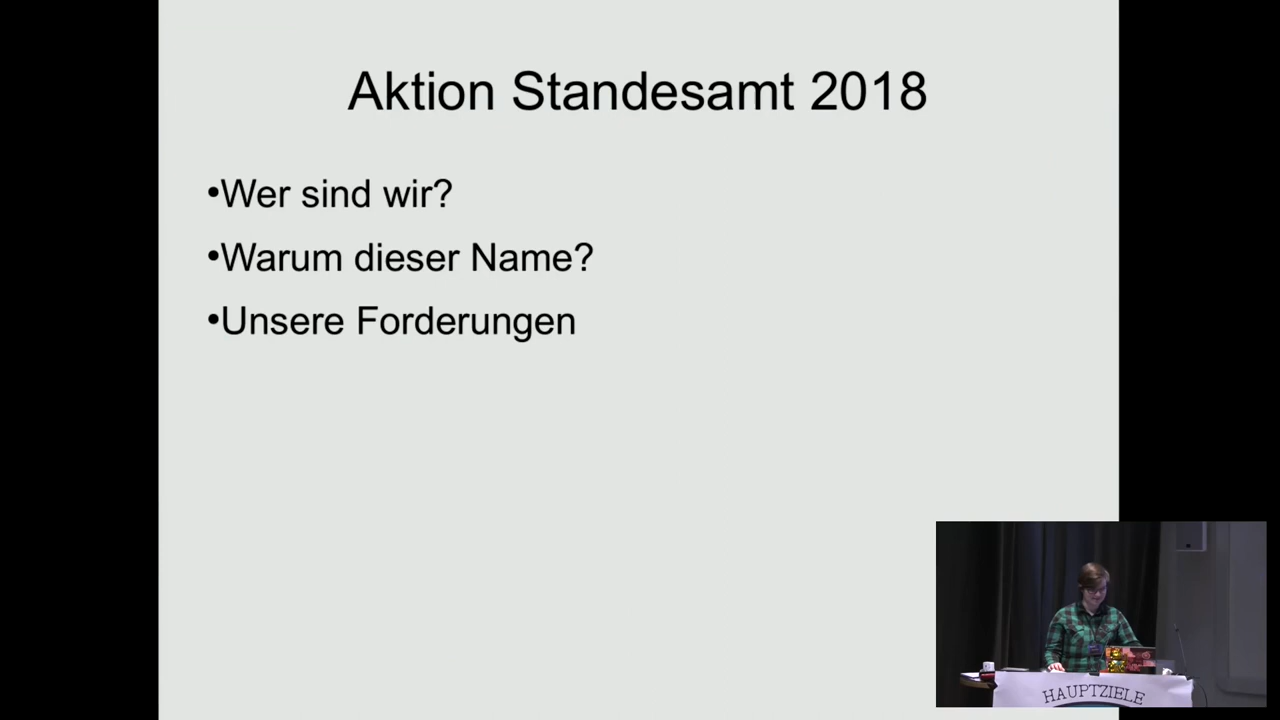 Aktion Standesamt 2018
•Wer sind wir?
•Warum dieser Name?
•Unsere Forderungen
HAUPTZIELE